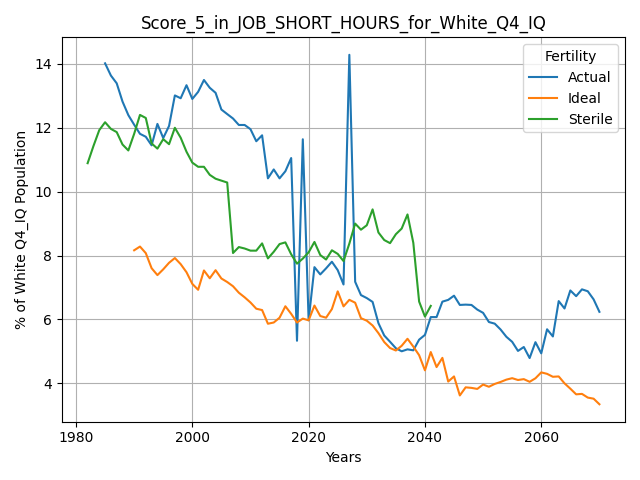 Score_5_in_JOB_SHORT_HOURS_for_White_Q4_IQ
Fertility
Actual
Ideal
Sterile
% of White Q4_IQ Population
14
12
10
8
6
4
1980 2000 2020 2040 2060
Years